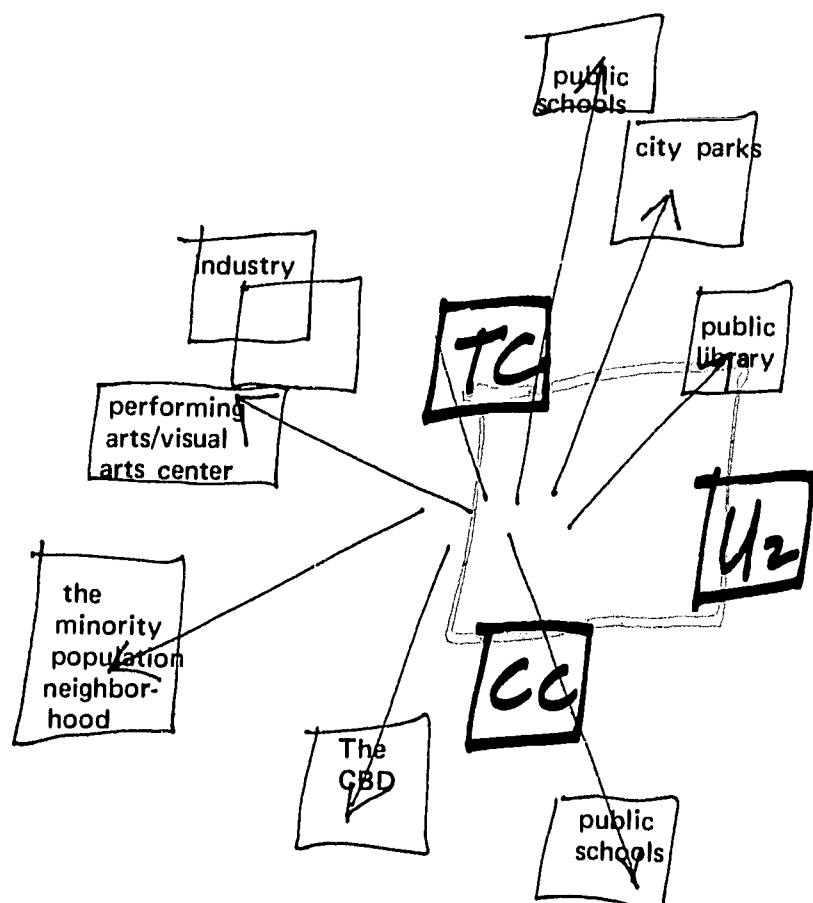 public
schools
city parks
Industry
public
library
TC
performing
arts/visual
arts center
U2
the
minority
population
neighbor-
hood
CC
The
CBD
public
schools